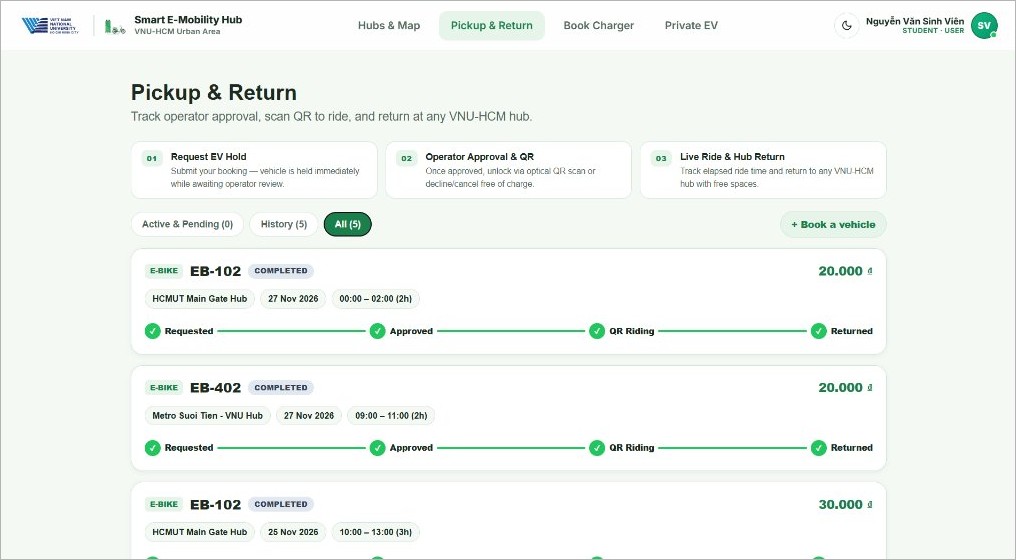 VIET NAM
NATIONAL
UNIVERSITY
HO CHI MINH CITY
Smart E-Mobility Hub
VNU-HCM Urban Area
Hubs & Map
Pickup & Return
Book Charger
Private EV
Nguyễn Văn Sinh Viên
STUDENT · USER
SV
Pickup & Return
Track operator approval, scan QR to ride, and return at any VNU-HCM hub.
01
Request EV Hold
Submit your booking — vehicle is held immediately
while awaiting operator review.
02
Operator Approval & QR
Once approved, unlock via optical QR scan or
decline/cancel free of charge.
03
Live Ride & Hub Return
Track elapsed ride time and return to any VNU-HCM
hub with free spaces.
Active & Pending (0)
History (5)
All (5)
+ Book a vehicle
E-BIKE EB-102 COMPLETED 20.000 ₫
HCMUT Main Gate Hub 27 Nov 2026 00:00 – 02:00 (2h)
Requested Approved QR Riding Returned
E-BIKE EB-402 COMPLETED 20.000 ₫
Metro Suoi Tien - VNU Hub 27 Nov 2026 09:00 – 11:00 (2h)
Requested Approved QR Riding Returned
E-BIKE EB-102 COMPLETED 30.000 ₫
HCMUT Main Gate Hub 25 Nov 2026 10:00 – 13:00 (3h)